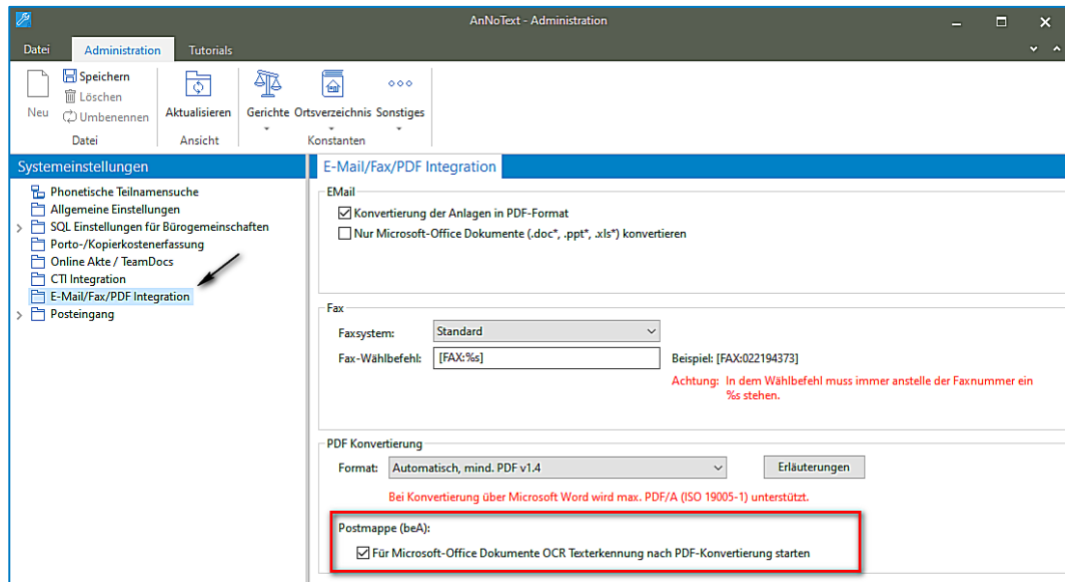 AnNoText - Administration
Datei
Administration
Tutorials
Neu
Speichern
Löschen
Umbenennen
Aktualisieren
Gerichte
Ortsverzeichnis
Sonstiges
Datei
Ansicht
Konstanten
Systemeinstellungen
Phonetische Teilnamensuche
Allgemeine Einstellungen
SQL Einstellungen für Bürogemeinschaften
Porto-/Kopierkostenerfassung
Online Akte / TeamDocs
CTI Integration
E-Mail/Fax/PDF Integration
Posteingang
E-Mail/Fax/PDF Integration
EMail
Konvertierung der Anlagen in PDF-Format
Nur Microsoft-Office Dokumente (.doc*, .ppt*, .xls*) konvertieren
Fax
Faxsystem: Standard
Fax-Wählbefehl: [FAX:%s] Beispiel: [FAX:022194373]
Achtung: In dem Wählbefehl muss immer anstelle der Faxnummer ein
%s stehen.
PDF Konvertierung
Format: Automatisch, mind. PDF v1.4 Erläuterungen
Bei Konvertierung über Microsoft Word wird max. PDF/A (ISO 19005-1) unterstützt.
Postmappe (beA):
Für Microsoft-Office Dokumente OCR Texterkennung nach PDF-Konvertierung starten